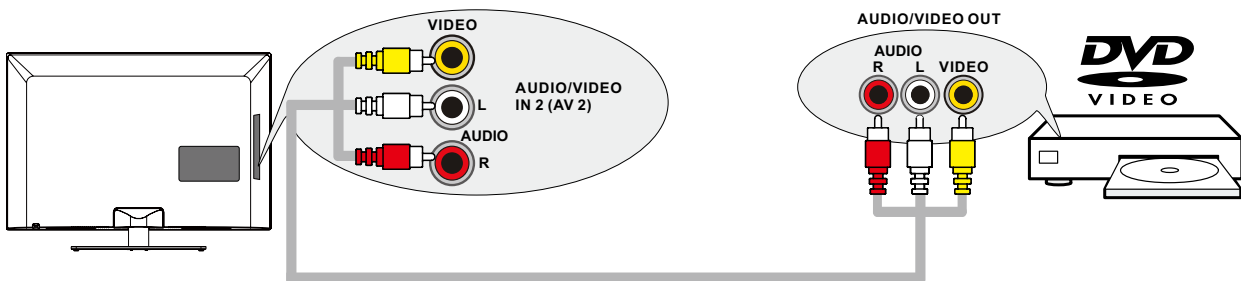 VIDEO
L
AUDIO
R
AUDIO/VIDEO
IN 2 (AV 2)
AUDIO/VIDEO OUT
AUDIO
R L VIDEO
DVD
VIDEO